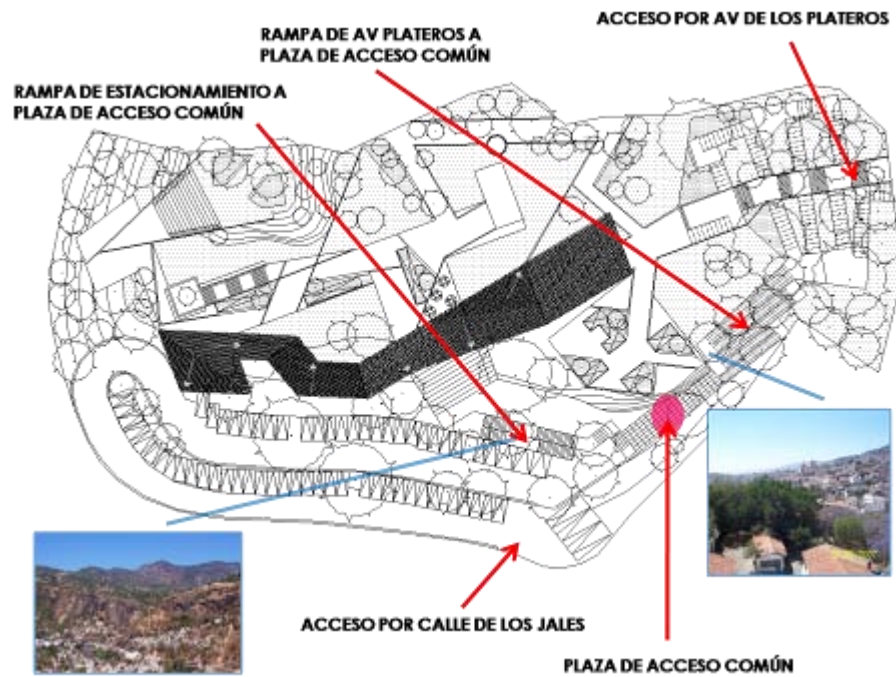 ACCESO POR AV DE LOS PLATEROS
RAMPA DE AV PLATEROS A
PLAZA DE ACCESO COMÚN
RAMPA DE ESTACIONAMIENTO A
PLAZA DE ACCESO COMÚN
ACCESO POR CALLE DE LOS JALES
PLAZA DE ACCESO COMÚN